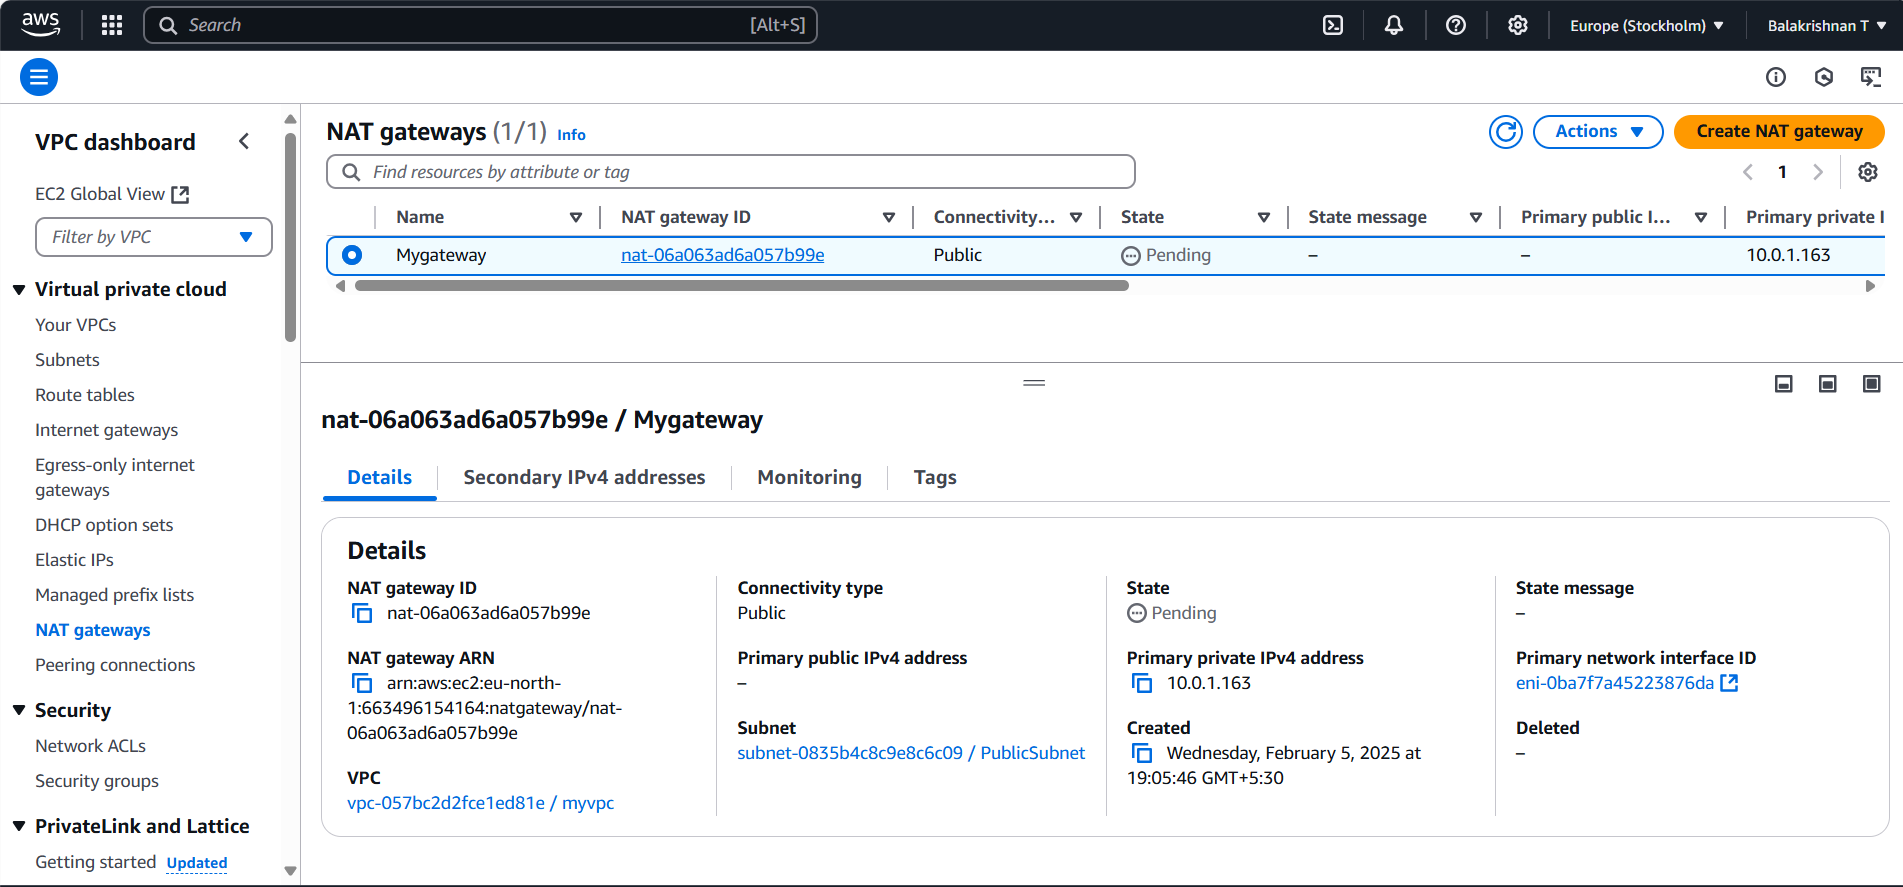 aws
Search [Alt+S]
Europe (Stockholm)
Balakrishnan T
VPC dashboard
EC2 Global View
Filter by VPC
Virtual private cloud
Your VPCs
Subnets
Route tables
Internet gateways
Egress-only internet
gateways
DHCP option sets
Elastic IPs
Managed prefix lists
NAT gateways
Peering connections
Security
Network ACLs
Security groups
PrivateLink and Lattice
Getting started Updated
NAT gateways (1/1) Info
Actions
Create NAT gateway
Find resources by attribute or tag
1
Name NAT gateway ID Connectivity... State State message Primary public I... Primary private I
Mygateway nat-06a063ad6a057b99e Public Pending – – 10.0.1.163
nat-06a063ad6a057b99e / Mygateway
Details Secondary IPv4 addresses Monitoring Tags
Details
NAT gateway ID
nat-06a063ad6a057b99e
NAT gateway ARN
arn:aws:ec2:eu-north-
1:663496154164:natgateway/nat-
06a063ad6a057b99e
VPC
vpc-057bc2d2fce1ed81e / myvpc
Connectivity type
Public
Primary public IPv4 address
–
Subnet
subnet-0835b4c8c9e8c6c09 / PublicSubnet
State
Pending
Primary private IPv4 address
10.0.1.163
Created
Wednesday, February 5, 2025 at
19:05:46 GMT+5:30
State message
–
Primary network interface ID
eni-0ba7f7a45223876da
Deleted
–